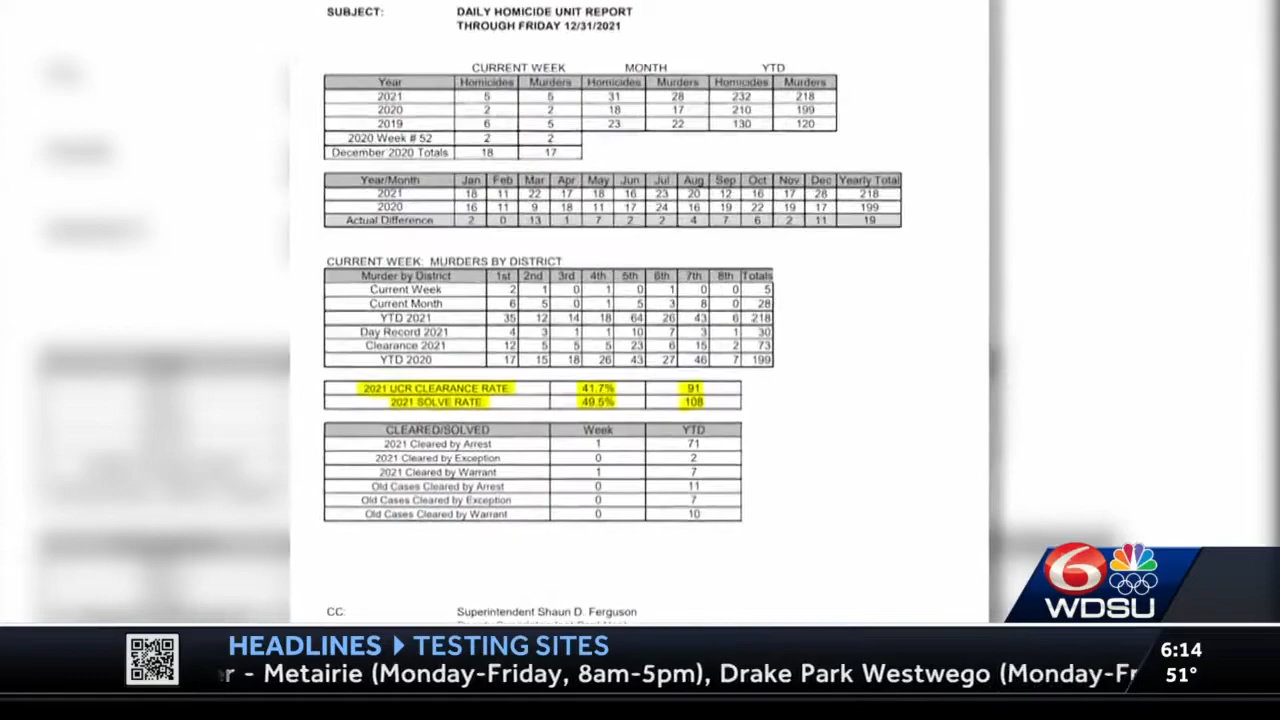 SUBJECT: DAILY HOMICIDE UNIT REPORT
THROUGH FRIDAY 12/31/2021
CURRENT WEEK MONTH YTD
Year Homicides Murders Homicides Murders Homicides Murders
2021 5 5 31 28 232 218
2020 2 2 18 17 210 199
2019 6 5 23 22 130 120
2020 Week # 52 2 2
December 2020 Totals 18 17
Year/Month Jan Feb Mar Apr May Jun Jul Aug Sep Oct Nov Dec Yearly Total
2021 18 11 22 17 18 16 23 20 12 16 17 28 218
2020 16 11 9 18 11 17 24 16 19 22 19 17 199
Actual Difference 2 0 13 1 7 2 2 4 7 6 2 11 19
CURRENT WEEK: MURDERS BY DISTRICT
Murder by District 1st 2nd 3rd 4th 5th 6th 7th 8th Totals
Current Week 2 1 0 1 0 1 0 0 5
Current Month 6 5 0 1 5 3 8 0 28
YTD 2021 35 12 14 18 64 26 43 6 218
Day Record 2021 4 3 1 1 10 7 3 1 30
Clearance 2021 12 5 5 5 23 6 15 2 73
YTD 2020 17 15 18 26 43 27 46 7 199
2021 UCR CLEARANCE RATE 41.7% 91
2021 SOLVE RATE 49.5% 108
CLEARED/SOLVED Week YTD
2021 Cleared by Arrest 1 71
2021 Cleared by Exception 0 2
2021 Cleared by Warrant 1 7
Old Cases Cleared by Arrest 0 11
Old Cases Cleared by Exception 0 7
Old Cases Cleared by Warrant 0 10
CC: Superintendent Shaun D. Ferguson
6
WDSU
HEADLINES TESTING SITES
r - Metairie (Monday-Friday, 8am-5pm), Drake Park Westwego (Monday-Fr
6:14
51°